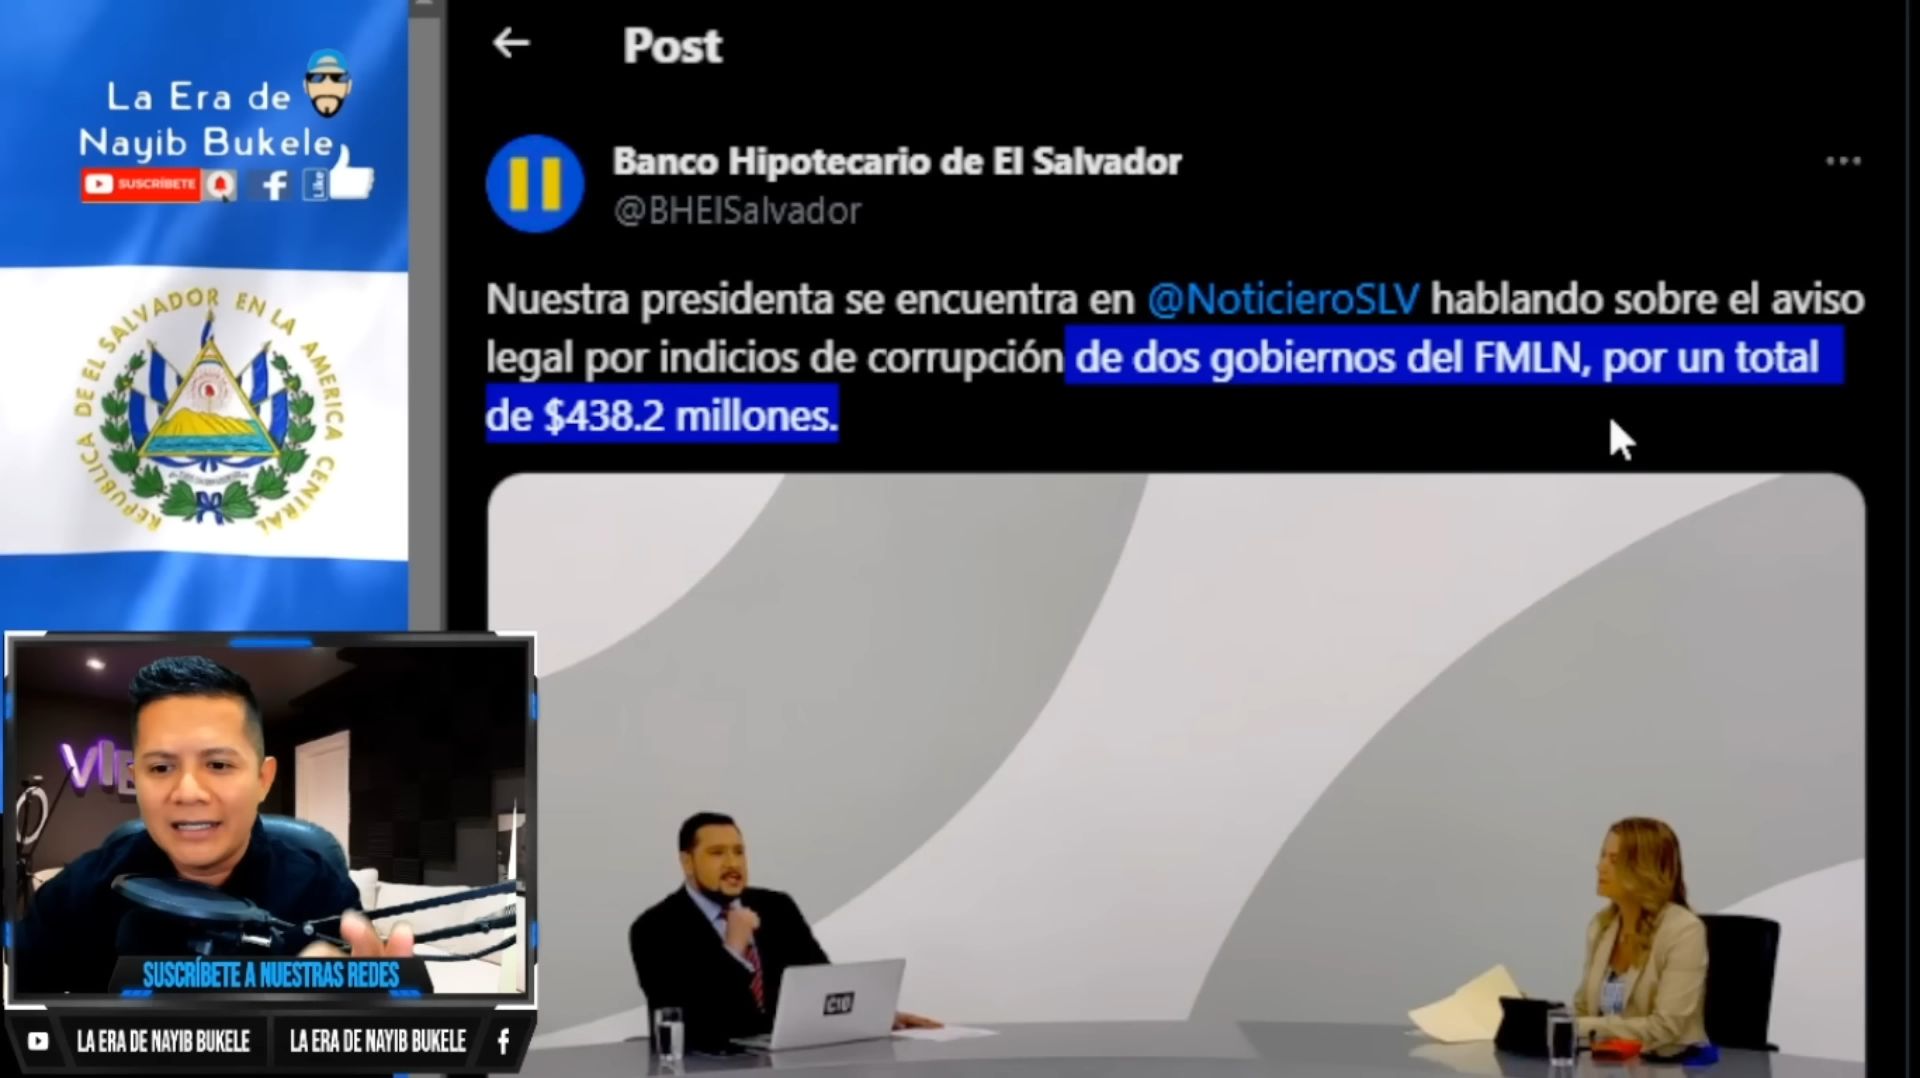 La Era de
Nayib Bukele
SUSCRÍBETE
Like
REPUBLICA DE EL SALVADOR EN LA AMERICA CENTRAL
Post
Banco Hipotecario de El Salvador
@BHElSalvador
Nuestra presidenta se encuentra en @NoticieroSLV hablando sobre el aviso
legal por indicios de corrupción de dos gobiernos del FMLN, por un total
de $438.2 millones.
C10
SUSCRÍBETE A NUESTRAS REDES
LA ERA DE NAYIB BUKELE
LA ERA DE NAYIB BUKELE